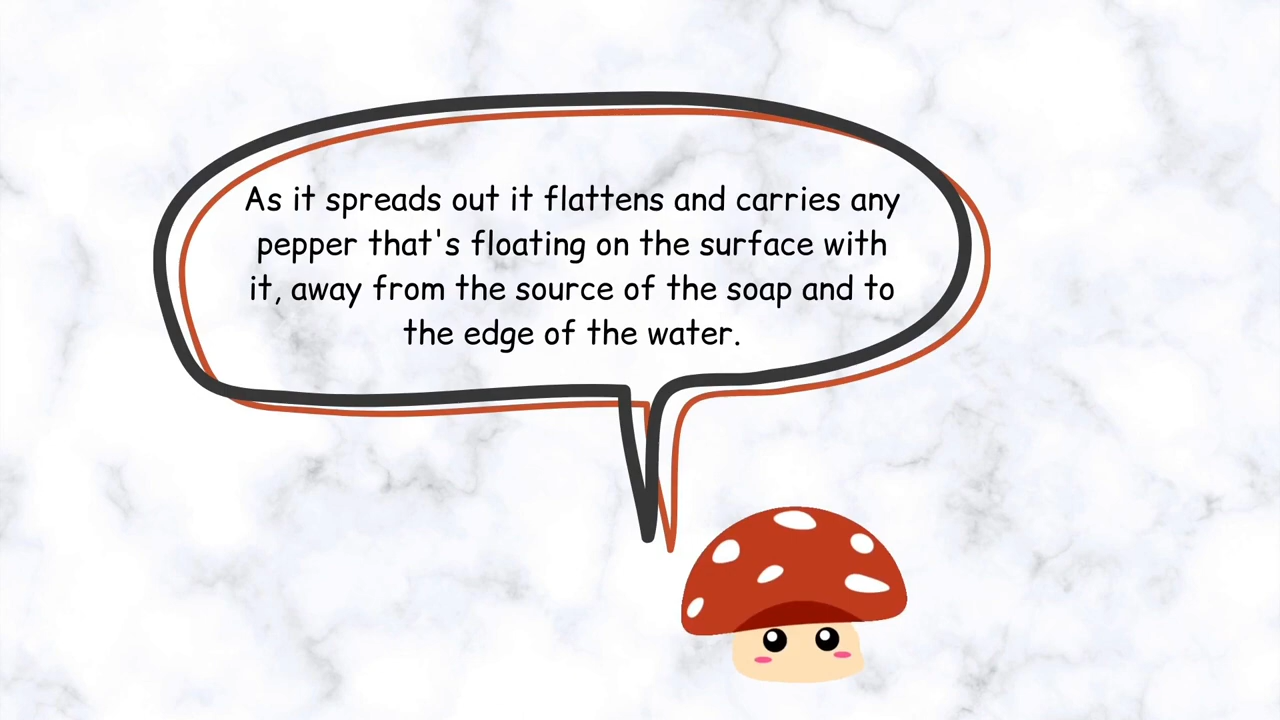 As it spreads out it flattens and carries any
pepper that's floating on the surface with
it, away from the source of the soap and to
the edge of the water.